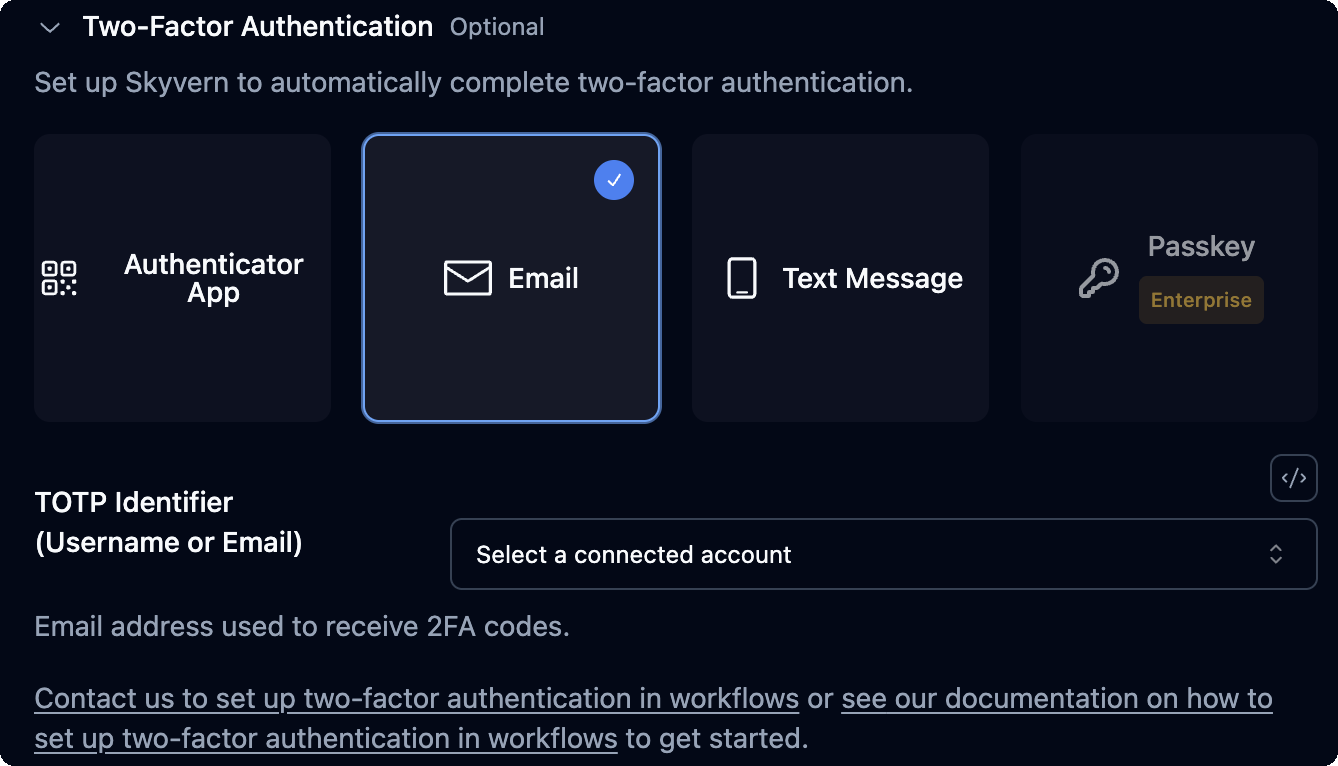 Two-Factor Authentication Optional
Set up Skyvern to automatically complete two-factor authentication.
Authenticator
App
Email
Text Message
Passkey
Enterprise
</>
TOTP Identifier
(Username or Email)
Select a connected account
Email address used to receive 2FA codes.
Contact us to set up two-factor authentication in workflows or see our documentation on how to
set up two-factor authentication in workflows to get started.